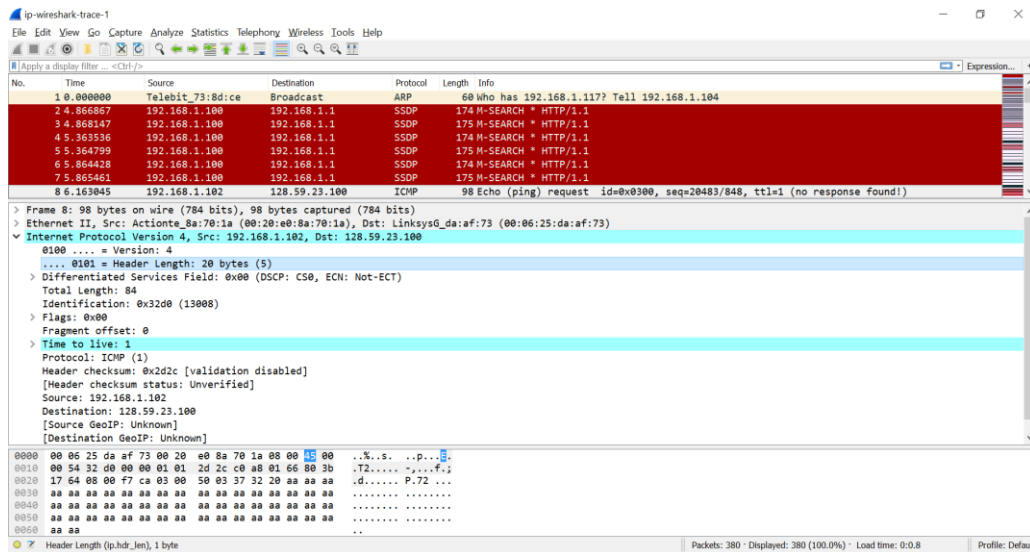 ip-wireshark-trace-1
File Edit View Go Capture Analyze Statistics Telephony Wireless Tools Help
Apply a display filter ... <Ctrl-/> Expression...
No. Time Source Destination Protocol Length Info
1 0.000000 Telebit_73:8d:ce Broadcast ARP 60 Who has 192.168.1.117? Tell 192.168.1.104
2 4.866867 192.168.1.100 192.168.1.1 SSDP 174 M-SEARCH * HTTP/1.1
3 4.868147 192.168.1.100 192.168.1.1 SSDP 175 M-SEARCH * HTTP/1.1
4 5.363536 192.168.1.100 192.168.1.1 SSDP 174 M-SEARCH * HTTP/1.1
5 5.364799 192.168.1.100 192.168.1.1 SSDP 175 M-SEARCH * HTTP/1.1
6 5.864428 192.168.1.100 192.168.1.1 SSDP 174 M-SEARCH * HTTP/1.1
7 5.865461 192.168.1.100 192.168.1.1 SSDP 175 M-SEARCH * HTTP/1.1
8 6.163045 192.168.1.102 128.59.23.100 ICMP 98 Echo (ping) request id=0x0300, seq=20483/848, ttl=1 (no response found!)
Frame 8: 98 bytes on wire (784 bits), 98 bytes captured (784 bits)
Ethernet II, Src: Actionte_8a:70:1a (00:20:e0:8a:70:1a), Dst: LinksysG_da:af:73 (00:06:25:da:af:73)
Internet Protocol Version 4, Src: 192.168.1.102, Dst: 128.59.23.100
0100 .... = Version: 4
.... 0101 = Header Length: 20 bytes (5)
Differentiated Services Field: 0x00 (DSCP: CS0, ECN: Not-ECT)
Total Length: 84
Identification: 0x32d0 (13008)
Flags: 0x00
Fragment offset: 0
Time to live: 1
Protocol: ICMP (1)
Header checksum: 0x2d2c [validation disabled]
[Header checksum status: Unverified]
Source: 192.168.1.102
Destination: 128.59.23.100
[Source GeoIP: Unknown]
[Destination GeoIP: Unknown]
0000 00 06 25 da af 73 00 20 e0 8a 70 1a 08 00 45 00 ..%..s. ..p...E.
0010 00 54 32 d0 00 00 01 01 2d 2c c0 a8 01 66 80 3b .T2..... -,...f.;
0020 17 64 08 00 f7 ca 03 00 50 03 37 32 20 aa aa aa .d...... P.72 ...
0030 aa aa aa aa aa aa aa aa aa aa aa aa aa aa aa aa ........ ........
0040 aa aa aa aa aa aa aa aa aa aa aa aa aa aa aa aa ........ ........
0050 aa aa aa aa aa aa aa aa aa aa aa aa aa aa aa aa ........ ........
0060 aa aa ..
Header Length (ip.hdr_len), 1 byte Packets: 380 · Displayed: 380 (100.0%) · Load time: 0:0.8 Profile: Defau